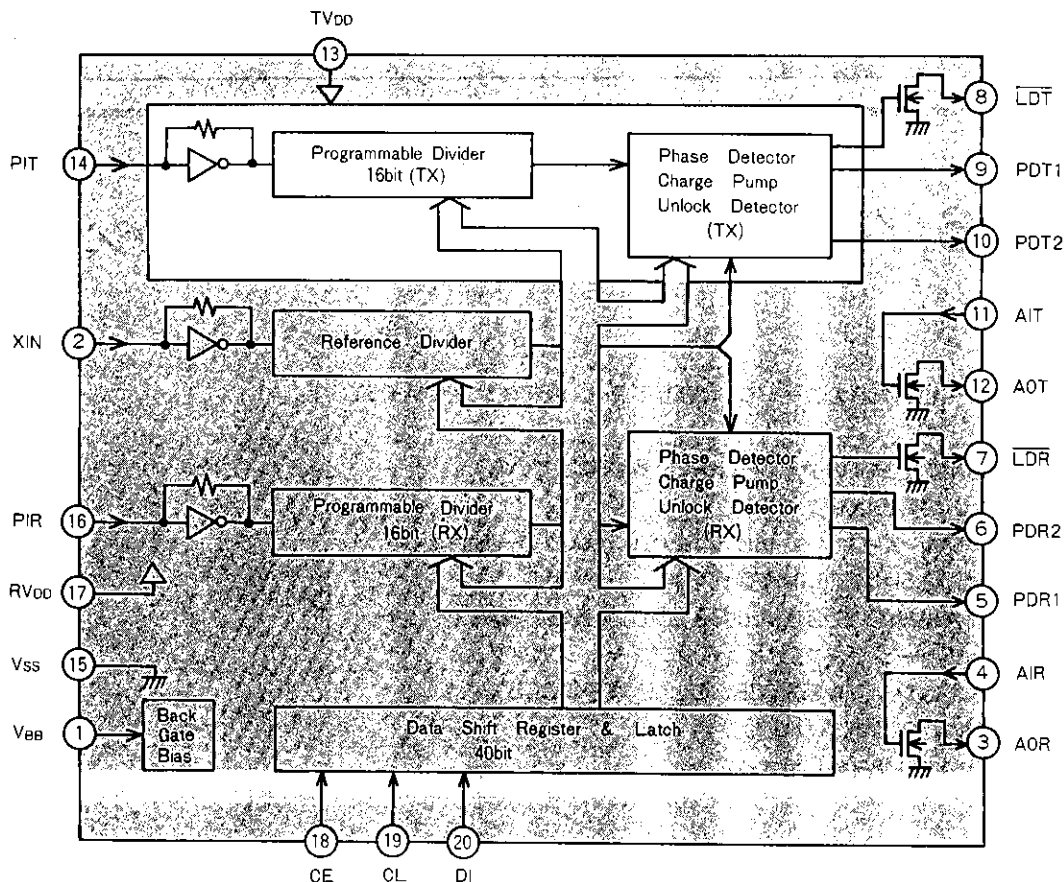 TVDD
13
8
LDT
PIT
14
Programmable Divider
16bit (TX)
Phase Detector
Charge Pump
Unlock Detector
(TX)
9
PDT1
10
PDT2
XIN
2
Reference Divider
11
AIT
12
AOT
Phase Detector
Charge Pump
Unlock Detector
(RX)
7
LDR
PIR
16
Programmable Divider
16bit (RX)
6
PDR2
RVDD
17
5
PDR1
VSS
15
4
AIR
VBB
1
Back
Gate
Bias
Data Shift Register & Latch
40bit
3
AOR
18
19
20
CE
CL
DI